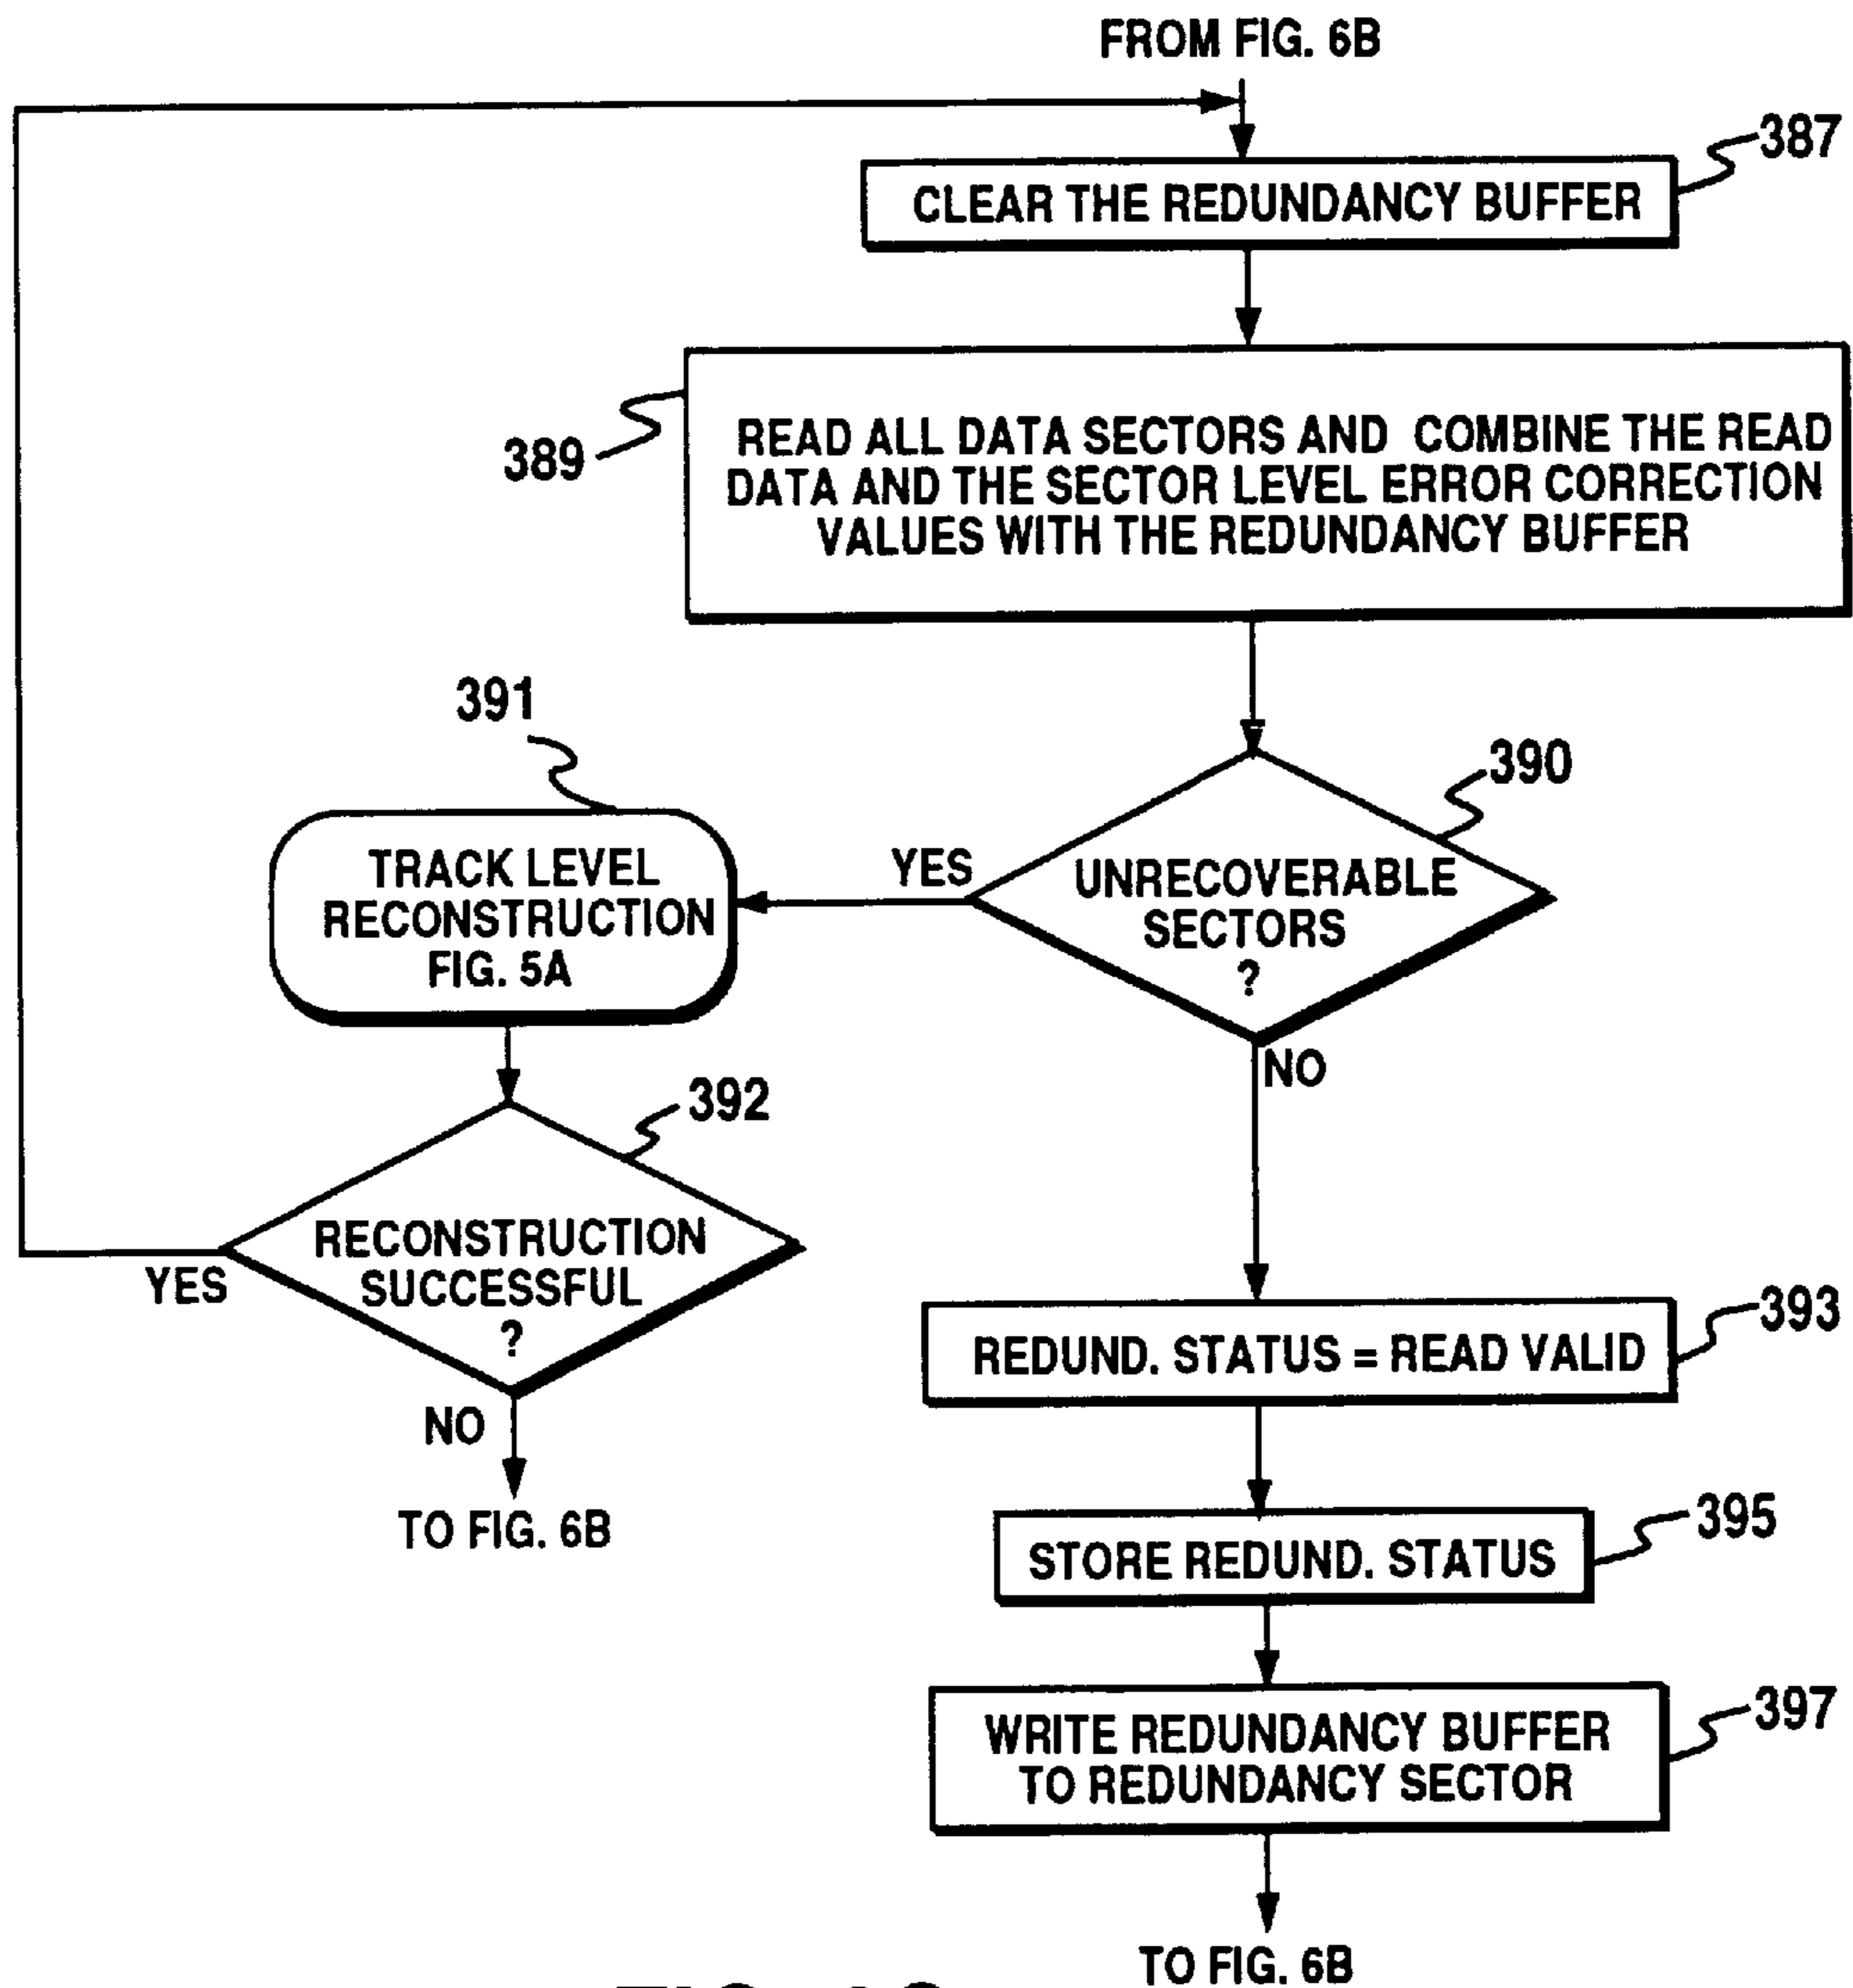 FROM FIG. 6B
387
CLEAR THE REDUNDANCY BUFFER
389
READ ALL DATA SECTORS AND COMBINE THE READ
DATA AND THE SECTOR LEVEL ERROR CORRECTION
VALUES WITH THE REDUNDANCY BUFFER
391
390
TRACK LEVEL
RECONSTRUCTION
FIG. 5A
YES
UNRECOVERABLE
SECTORS
?
NO
392
RECONSTRUCTION
SUCCESSFUL
?
YES
NO
TO FIG. 6B
393
REDUND. STATUS = READ VALID
395
STORE REDUND. STATUS
397
WRITE REDUNDANCY BUFFER
TO REDUNDANCY SECTOR
TO FIG. 6B